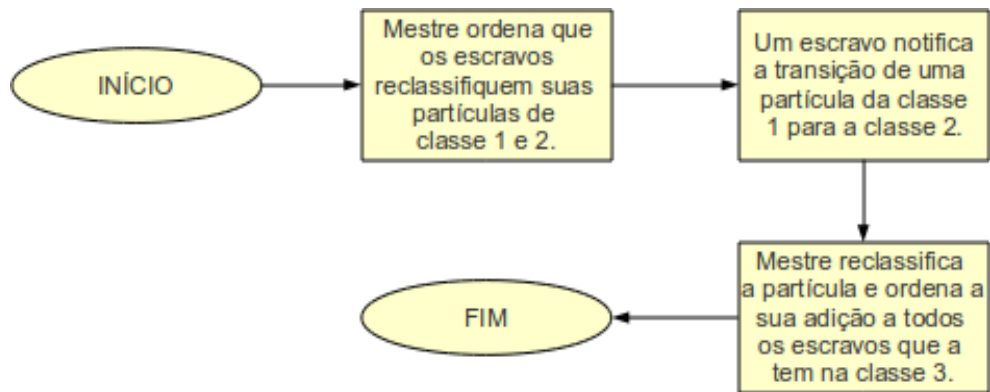 INÍCIO
Mestre ordena que
os escravos
reclassifiquem suas
partículas de
classe 1 e 2.
Um escravo notifica
a transição de uma
partícula da classe
1 para a classe 2.
Mestre reclassifica
a partícula e ordena a
sua adição a todos
os escravos que a
tem na classe 3.
FIM